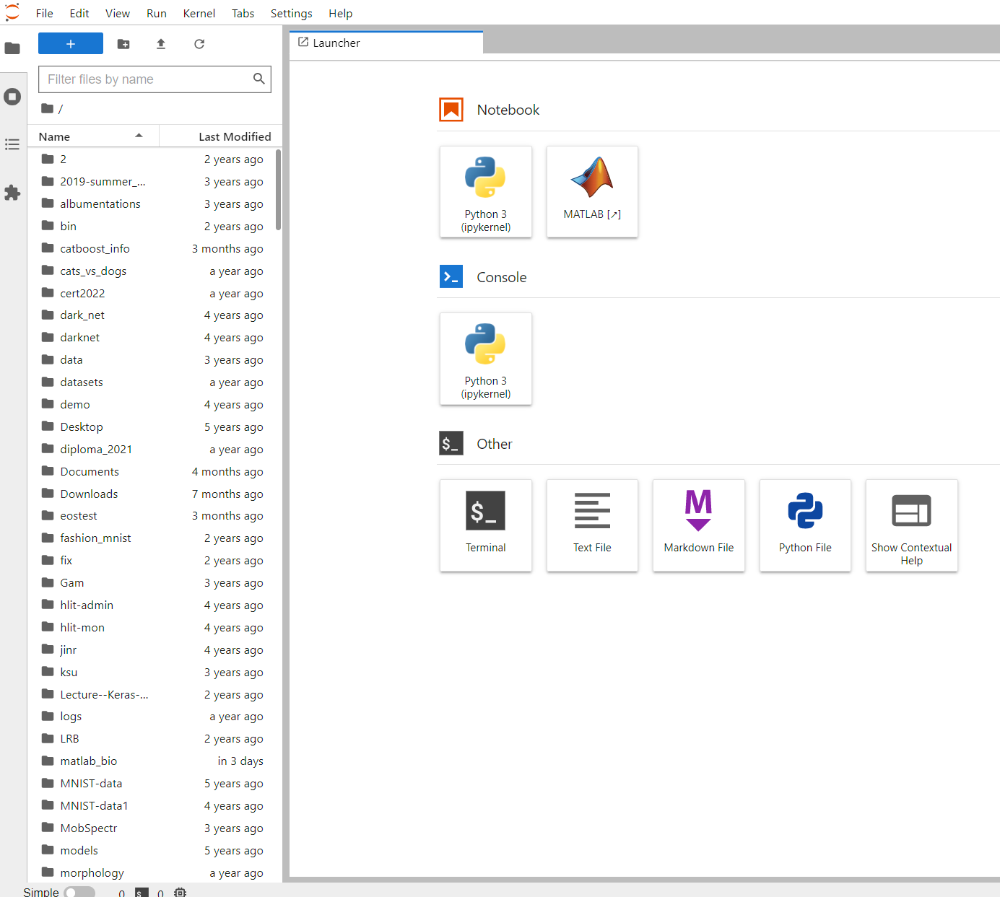 File Edit View Run Kernel Tabs Settings Help
+
Filter files by name
/
Name Last Modified
2 2 years ago
2019-summer_... 3 years ago
albumentations 3 years ago
bin 2 years ago
catboost_info 3 months ago
cats_vs_dogs a year ago
cert2022 a year ago
dark_net 4 years ago
darknet 4 years ago
data 3 years ago
datasets a year ago
demo 4 years ago
Desktop 5 years ago
diploma_2021 a year ago
Documents 4 months ago
Downloads 7 months ago
eostest 3 months ago
fashion_mnist 2 years ago
fix 2 years ago
Gam 3 years ago
hlit-admin 4 years ago
hlit-mon 4 years ago
jinr 4 years ago
ksu 3 years ago
Lecture--Keras-... 2 years ago
logs a year ago
LRB 2 years ago
matlab_bio in 3 days
MNIST-data 5 years ago
MNIST-data1 4 years ago
MobSpectr 3 years ago
models 5 years ago
morphology a year ago
Simple 0 $_ 0
Launcher
Notebook
Python 3
(ipykernel)
MATLAB [↗]
>_ Console
Python 3
(ipykernel)
$_ Other
$_
Terminal
Text File
M
Markdown File
Python File
Show Contextual
Help